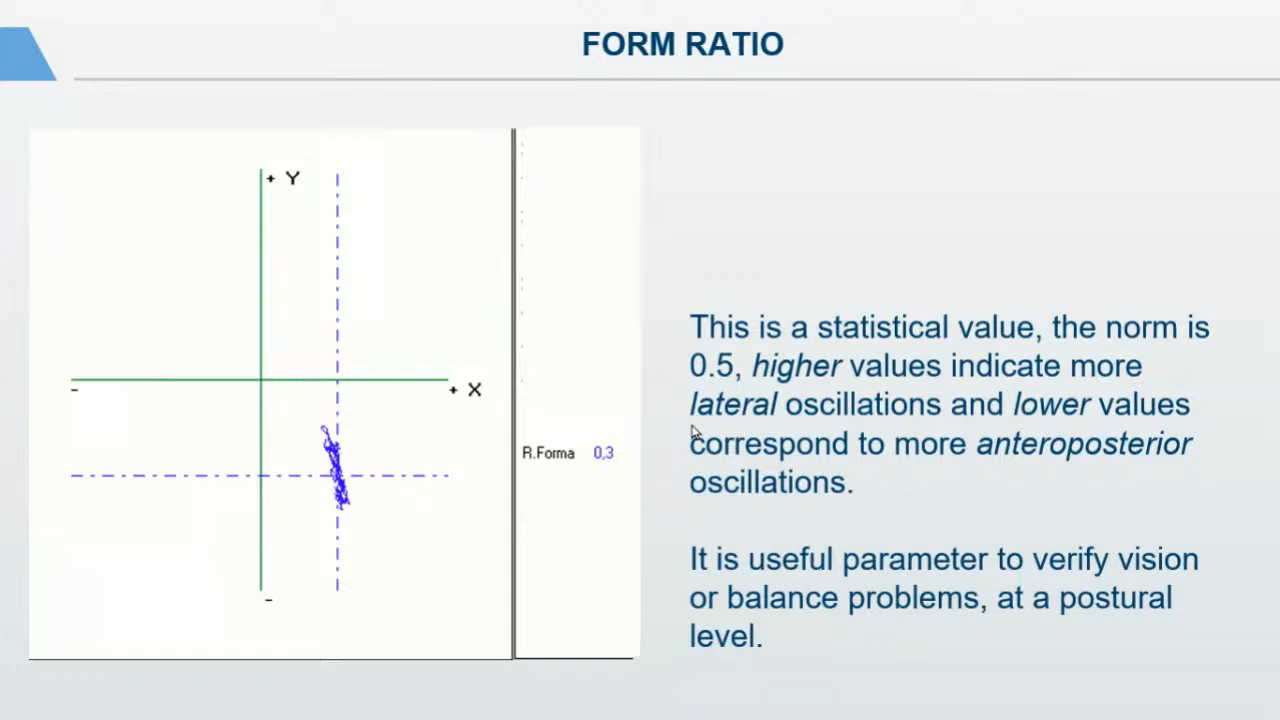 FORM RATIO
+ Y
- + X
-
R.Forma 0,3
This is a statistical value, the norm is
0.5, higher values indicate more
lateral oscillations and lower values
correspond to more anteroposterior
oscillations.
It is useful parameter to verify vision
or balance problems, at a postural
level.